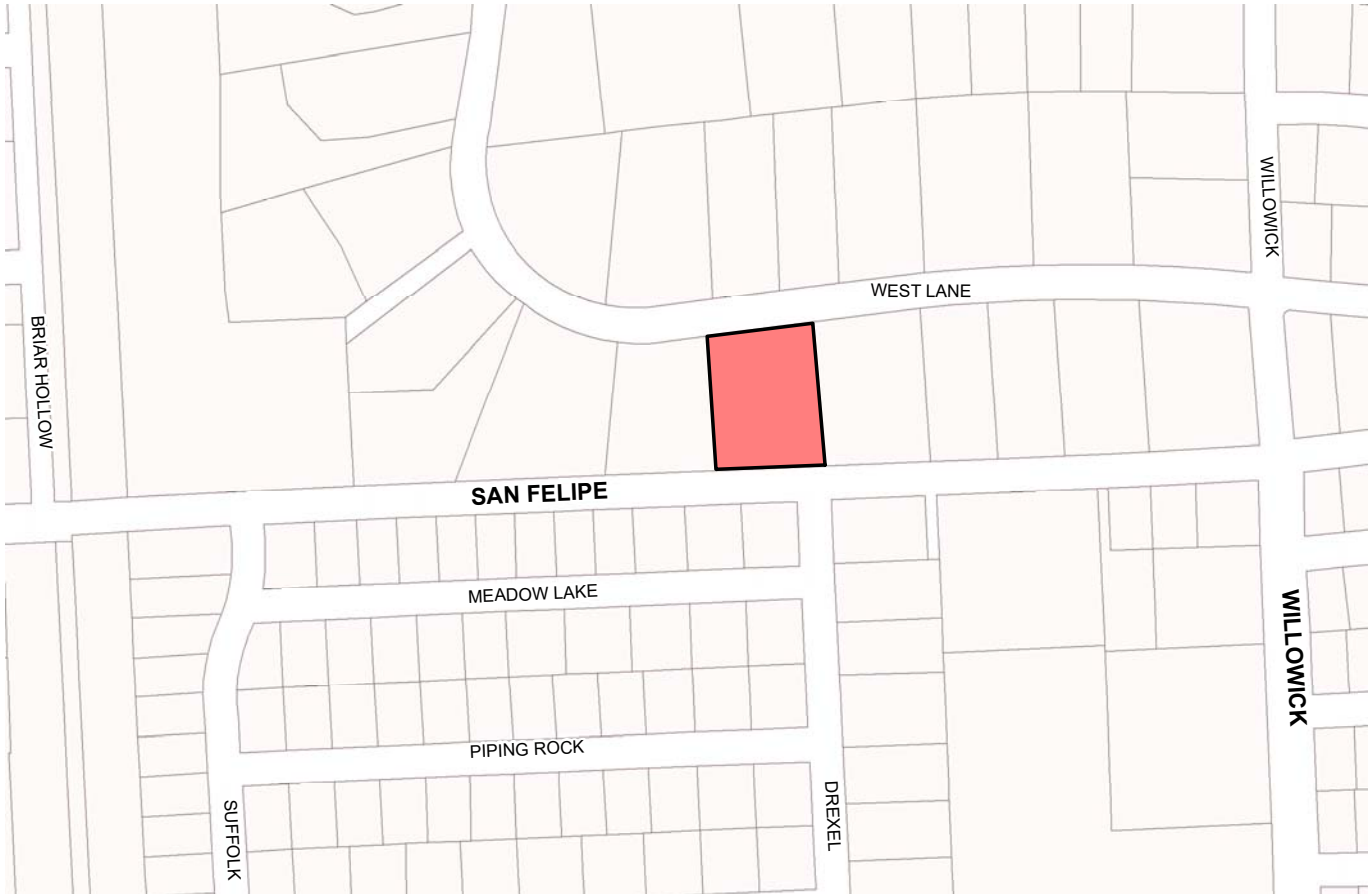 WILLOWICK
WEST LANE
BRIAR HOLLOW
SAN FELIPE
MEADOW LAKE
WILLOWICK
PIPING ROCK
SUFFOLK
DREXEL